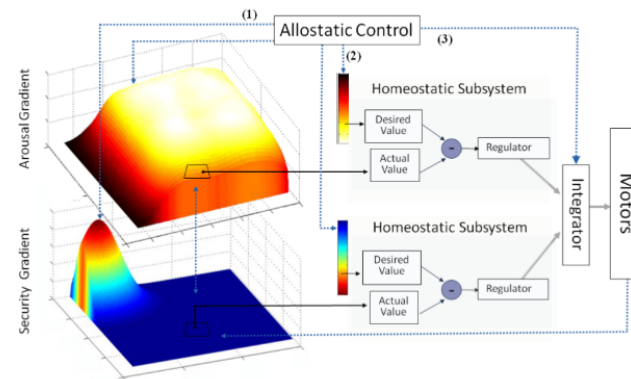 (1)
Allostatic Control
(2)
(3)
Arousal Gradient
Homeostatic Subsystem
Desired
Value
Actual
Value
-
Regulator
Integrator
Motors
Security Gradient
Homeostatic Subsystem
Desired
Value
Actual
Value
-
Regulator